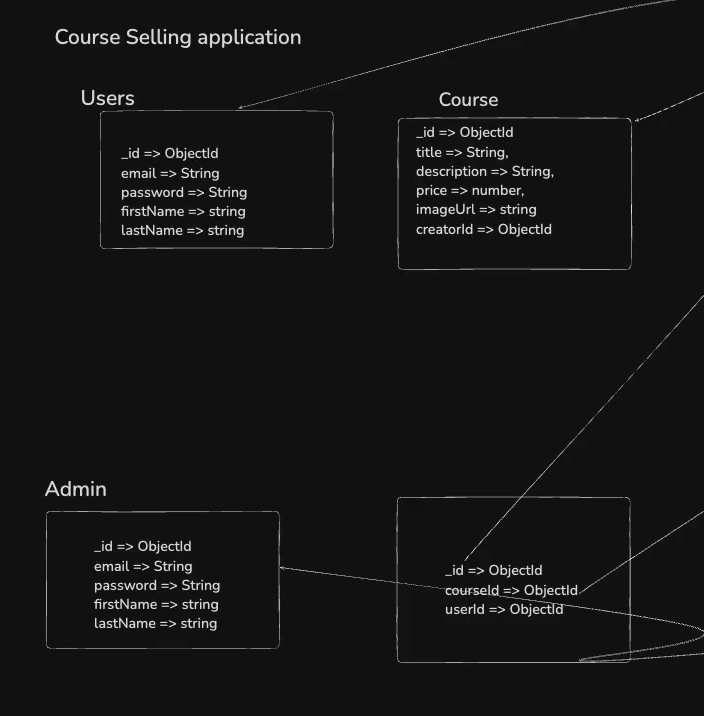 Course Selling application
Users
_id => ObjectId
email => String
password => String
firstName => string
lastName => string
Course
_id => ObjectId
title => String,
description => String,
price => number,
imageUrl => string
creatorId => ObjectId
Admin
_id => ObjectId
email => String
password => String
firstName => string
lastName => string
_id => ObjectId
courseId => ObjectId
userId => ObjectId